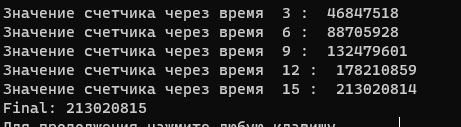 Значение счетчика через время  3 :  46847518
Значение счетчика через время  6 :  88705928
Значение счетчика через время  9 :  132479601
Значение счетчика через время  12 :  178210859
Значение счетчика через время  15 :  213020814
Final: 213020815
Для продолжения нажмите любую клавишу